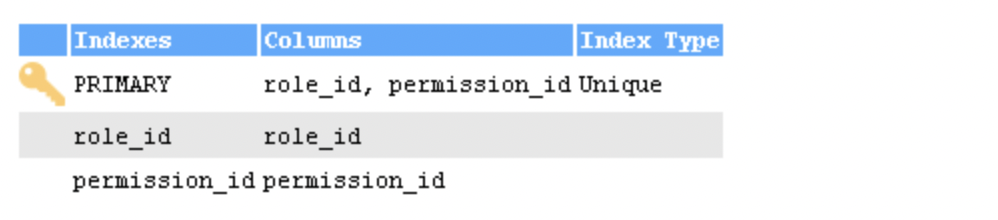 Indexes Columns Index Type
PRIMARY role_id, permission_id Unique
role_id role_id
permission_id permission_id